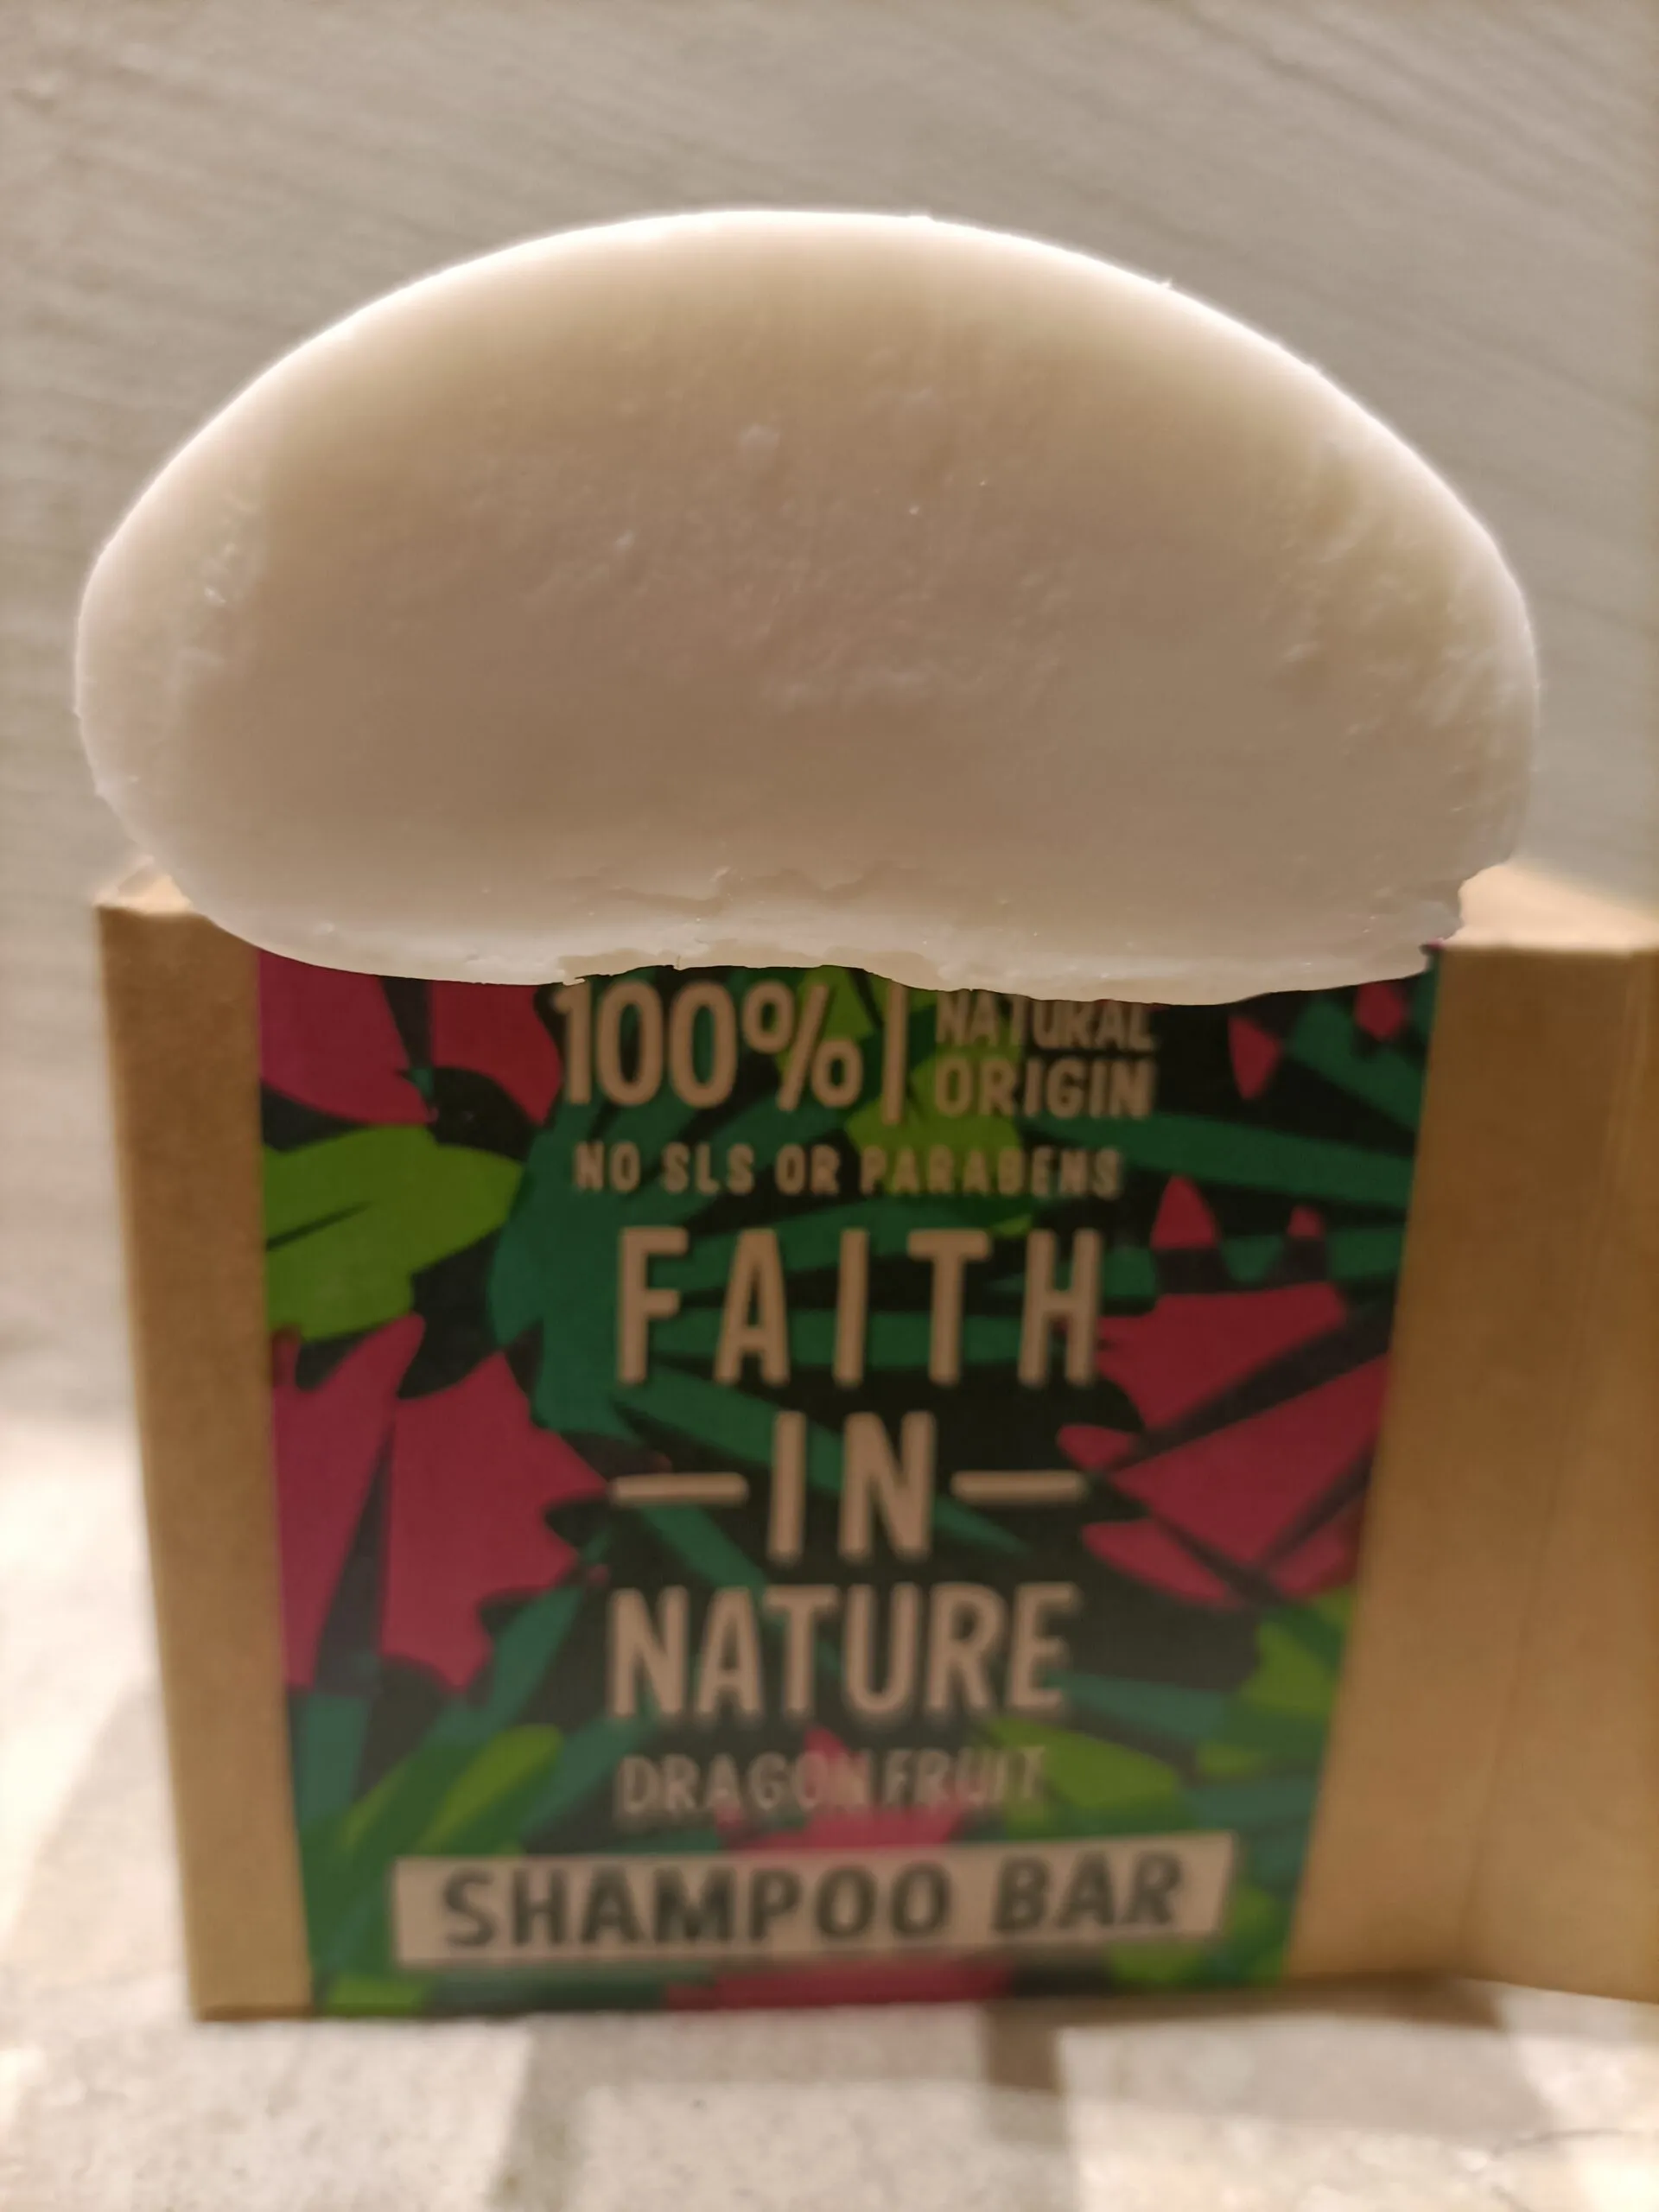 100% | NATURAL
ORIGIN
NO SLS OR PARABENS
FAITH
—IN—
NATURE
DRAGON FRUIT
SHAMPOO BAR